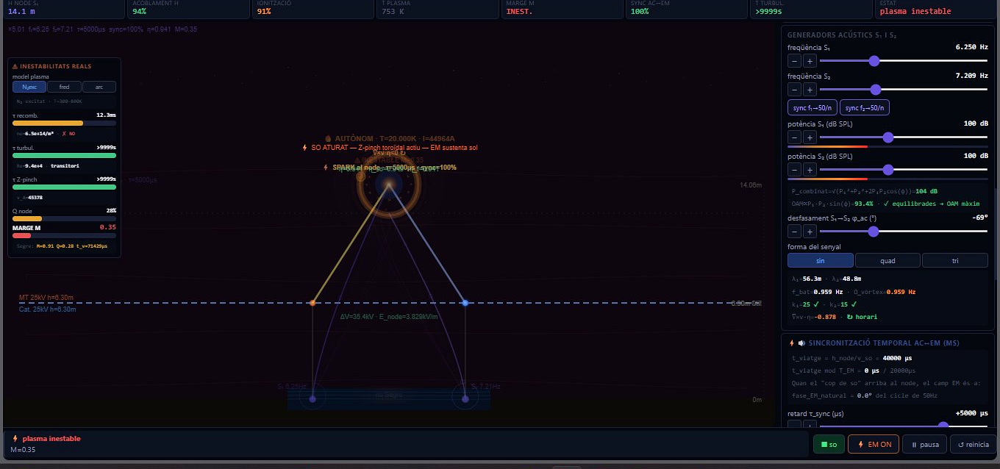 H NODE S₁
14.1 m
ACOBLAMENT H
94%
IONITZACIÓ
91%
T PLASMA
753 K
MARGE M
INEST.
SYNC AC↔EM
100%
T TURBUL.
>9999s
ESTAT
plasma inestable
×5.01 f₁=6.25 f₂=7.21 τ=5000µs sync=100% η=0.941 M=0.35
⚠ INESTABILITATS REALS
model plasma
N₂exc
fred
arc
N₂ excitat · T=300-800K
τ recomb.
12.3ms
ne=6.5e+14/m³ · ✗ NO
τ turbul.
>9999s
Re=9.4e+4 · transitori
τ Z-pinch
>9999s
v_A=45378
Q node
28%
MARGE M
0.35
Segre: M=0.91 Q=0.28 t_v=71429µs
AUTÒNOM · T=20.000K · I=44964A
⚡ SO ATURAT — Z-pinch toroïdal actiu — EM sustenta sol
⚠ INESTABLE M=0.35
⚡ SPARK al node · τ=5000µs · sync=100%
τ=5000µs
14.06m
MT 25kV h=6.30m
Cat. 25kV h=6.30m
ΔV=35.4kV · E_node=3.829kV/m
S₁ 6.25Hz
S₂ 7.21Hz
riu Segre
0m
GENERADORS ACÚSTICS S₁ I S₂
freqüència S₁
6.250 Hz
−
+
freqüència S₂
7.209 Hz
−
+
sync f₁→50/n
sync f₂→50/n
potència S₁ (dB SPL)
100 dB
−
+
potència S₂ (dB SPL)
100 dB
−
+
P_combinat=√(P₁²+P₂²+2P₁P₂cos(φ))=104 dB
OAM∝P₁·P₂·sin(φ)=93.4% · ✓ equilibrades → OAM màxim
desfasament S₁→S₂ φ_ac (°)
-69°
−
+
forma del senyal
sin
quad
tri
λ₁=56.3m · λ₂=48.8m
f_bat=0.959 Hz · Ω_vòrtex=0.959 Hz
k₁=25 ✓ · k₂=15 ✓
∇×v·η=-0.878 · ↻ horari
⚡ 🔊 SINCRONITZACIÓ TEMPORAL AC↔EM (MS)
t_viatge = h_node/v_so = 40000 µs
t_viatge mod T_EM = 0 µs / 20000µs
Quan el "cop de so" arriba al node, el camp EM és a:
fase_EM_natural = 0.0° del cicle de 50Hz
retard τ_sync (µs)
+5000 µs
⚡ plasma inestable
M=0.35
■ so
⚡ EM ON
⏸ pausa
↺ reinicia